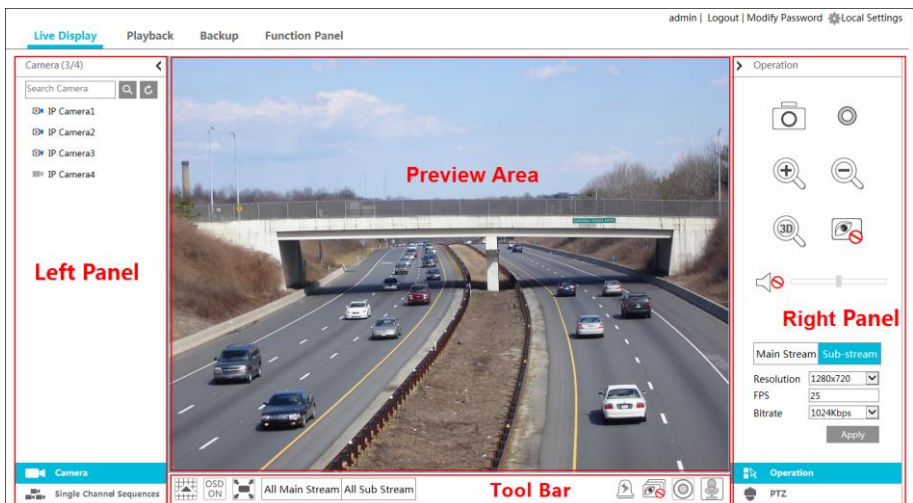 admin | Logout | Modify Password Local Settings
Live Display Playback Backup Function Panel
Camera (3/4)
Search Camera
IP Camera1
IP Camera2
IP Camera3
IP Camera4
Left Panel
Camera
Single Channel Sequences
Preview Area
OSD
ON
All Main Stream All Sub Stream
Tool Bar
Operation
3D
Right Panel
Main Stream Sub-stream
Resolution 1280x720
FPS 25
Bitrate 1024Kbps
Apply
Operation
PTZ